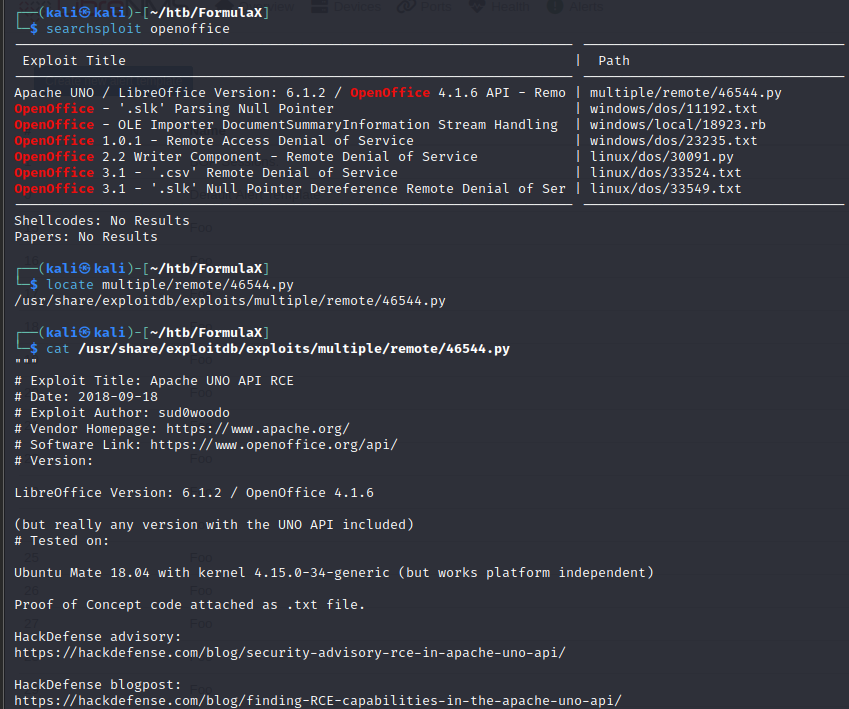 Devices Ports Health Alerts
┌──(kali㉿kali)-[~/htb/FormulaX]
└─$ searchsploit openoffice
Exploit Title | Path
Apache UNO / LibreOffice Version: 6.1.2 / OpenOffice 4.1.6 API - Remo | multiple/remote/46544.py
OpenOffice - '.slk' Parsing Null Pointer | windows/dos/11192.txt
OpenOffice - OLE Importer DocumentSummaryInformation Stream Handling | windows/local/18923.rb
OpenOffice 1.0.1 - Remote Access Denial of Service | windows/dos/23235.txt
OpenOffice 2.2 Writer Component - Remote Denial of Service | linux/dos/30091.py
OpenOffice 3.1 - '.csv' Remote Denial of Service | linux/dos/33524.txt
OpenOffice 3.1 - '.slk' Null Pointer Dereference Remote Denial of Ser | linux/dos/33549.txt
Shellcodes: No Results
Papers: No Results
┌──(kali㉿kali)-[~/htb/FormulaX]
└─$ locate multiple/remote/46544.py
/usr/share/exploitdb/exploits/multiple/remote/46544.py
┌──(kali㉿kali)-[~/htb/FormulaX]
└─$ cat /usr/share/exploitdb/exploits/multiple/remote/46544.py
"""
# Exploit Title: Apache UNO API RCE
# Date: 2018-09-18
# Exploit Author: sud0woodo
# Vendor Homepage: https://www.apache.org/
# Software Link: https://www.openoffice.org/api/
# Version:
LibreOffice Version: 6.1.2 / OpenOffice 4.1.6
(but really any version with the UNO API included)
# Tested on:
Ubuntu Mate 18.04 with kernel 4.15.0-34-generic (but works platform independent)
Proof of Concept code attached as .txt file.
HackDefense advisory:
https://hackdefense.com/blog/security-advisory-rce-in-apache-uno-api/
HackDefense blogpost:
https://hackdefense.com/blog/finding-RCE-capabilities-in-the-apache-uno-api/